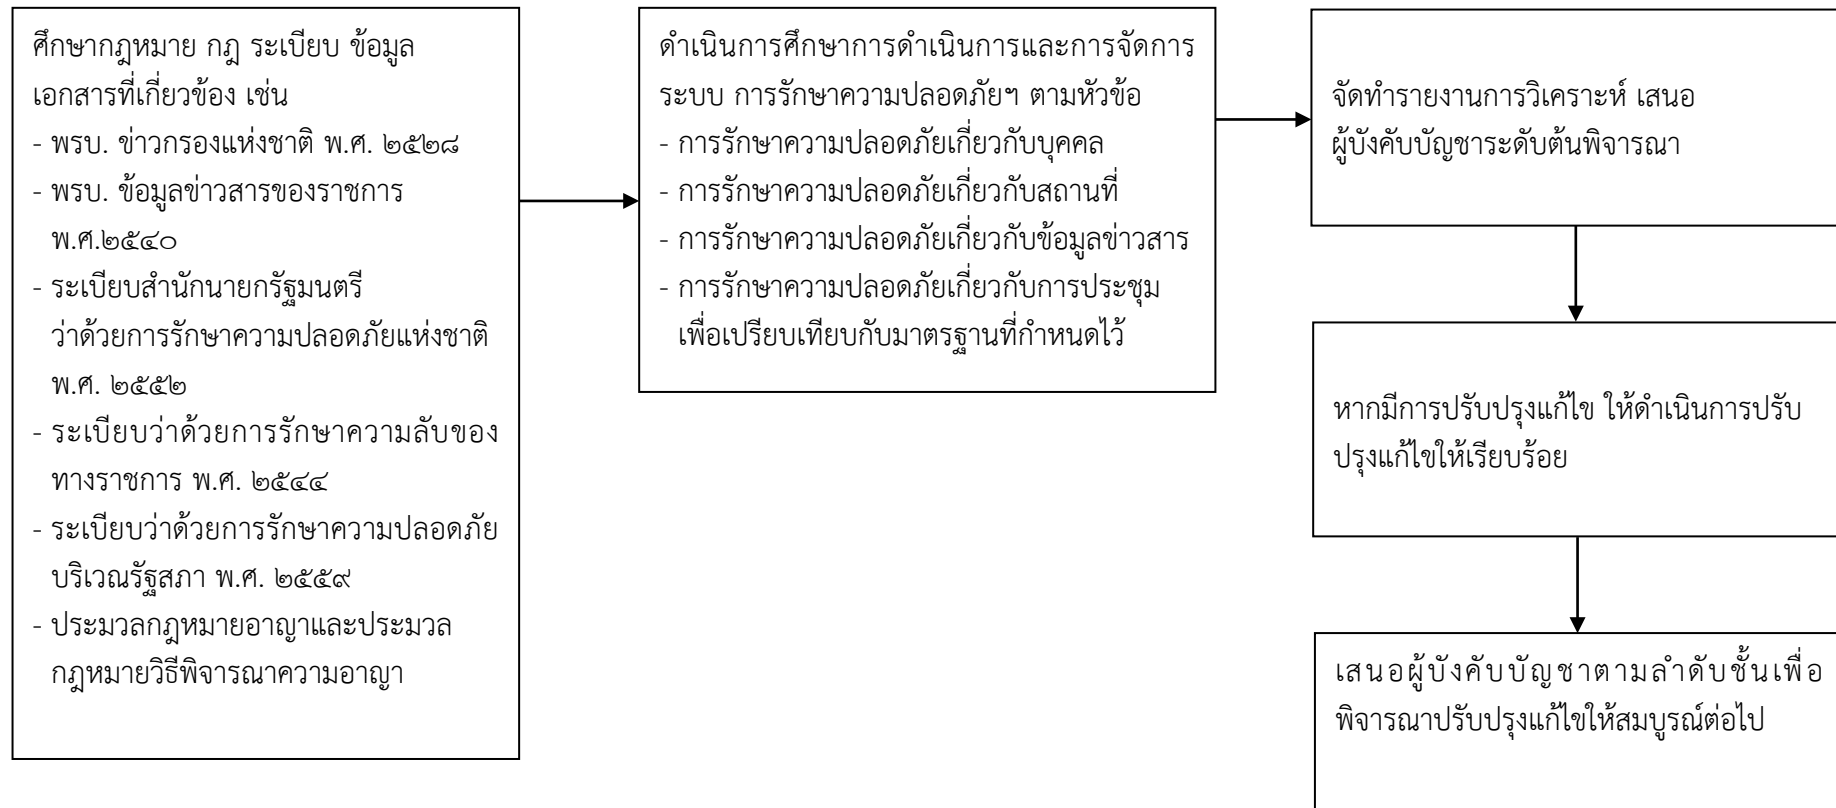 ศึกษากฎหมาย กฎ ระเบียบ ข้อมูล
เอกสารที่เกี่ยวข้อง เช่น
- พรบ. ข่าวกรองแห่งชาติ พ.ศ. ๒๕๒๘
- พรบ. ข้อมูลข่าวสารของราชการ
พ.ศ.๒๕๔๐
- ระเบียบสำนักนายกรัฐมนตรี
ว่าด้วยการรักษาความปลอดภัยแห่งชาติ
พ.ศ. ๒๕๕๒
- ระเบียบว่าด้วยการรักษาความลับของ
ทางราชการ พ.ศ. ๒๕๔๔
- ระเบียบว่าด้วยการรักษาความปลอดภัย
บริเวณรัฐสภา พ.ศ. ๒๕๕๙
- ประมวลกฎหมายอาญาและประมวล
กฎหมายวิธีพิจารณาความอาญา
ดำเนินการศึกษาการดำเนินการและการจัดการ
ระบบ การรักษาความปลอดภัยฯ ตามหัวข้อ
- การรักษาความปลอดภัยเกี่ยวกับบุคคล
- การรักษาความปลอดภัยเกี่ยวกับสถานที่
- การรักษาความปลอดภัยเกี่ยวกับข้อมูลข่าวสาร
- การรักษาความปลอดภัยเกี่ยวกับการประชุม
เพื่อเปรียบเทียบกับมาตรฐานที่กำหนดไว้
จัดทำรายงานการวิเคราะห์ เสนอ
ผู้บังคับบัญชาระดับต้นพิจารณา
หากมีการปรับปรุงแก้ไข ให้ดำเนินการปรับ
ปรุงแก้ไขให้เรียบร้อย
เสนอผู้บังคับบัญชาตามลำดับชั้นเพื่อ
พิจารณาปรับปรุงแก้ไขให้สมบูรณ์ต่อไป